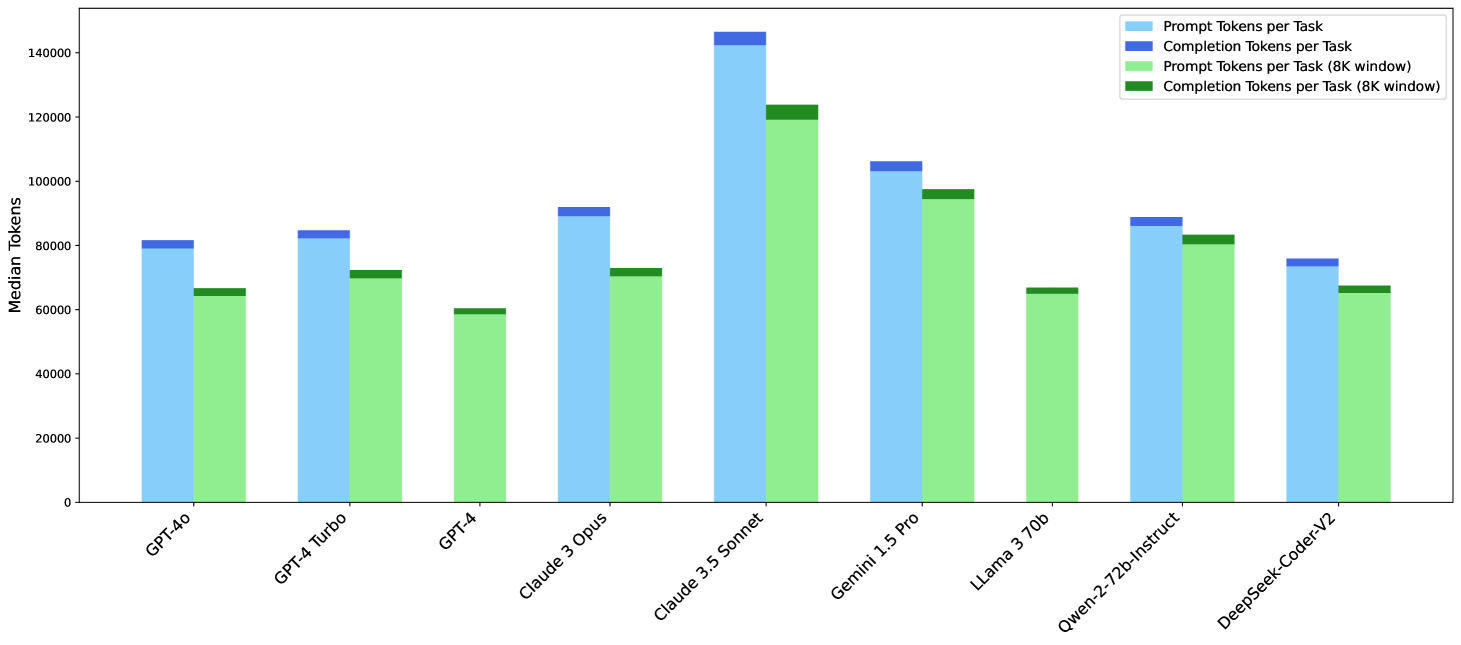 Prompt Tokens per Task
Completion Tokens per Task
Prompt Tokens per Task (8K window)
Completion Tokens per Task (8K window)
Median Tokens
140000
120000
100000
80000
60000
40000
20000
0
GPT-4o
GPT-4 Turbo
GPT-4
Claude 3 Opus
Claude 3.5 Sonnet
Gemini 1.5 Pro
LLama 3 70b
Qwen-2-72b-Instruct
DeepSeek-Coder-V2